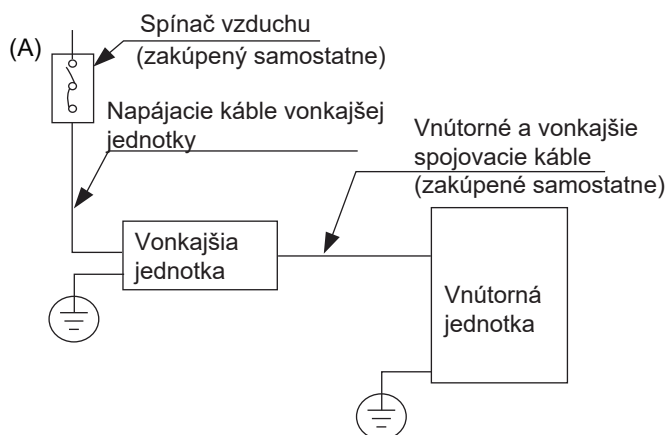 (A)
Spínač vzduchu
(zakúpený samostatne)
Napájacie káble vonkajšej
jednotky
Vnútorné a vonkajšie
spojovacie káble
(zakúpené samostatne)
Vonkajšia
jednotka
Vnútorná
jednotka